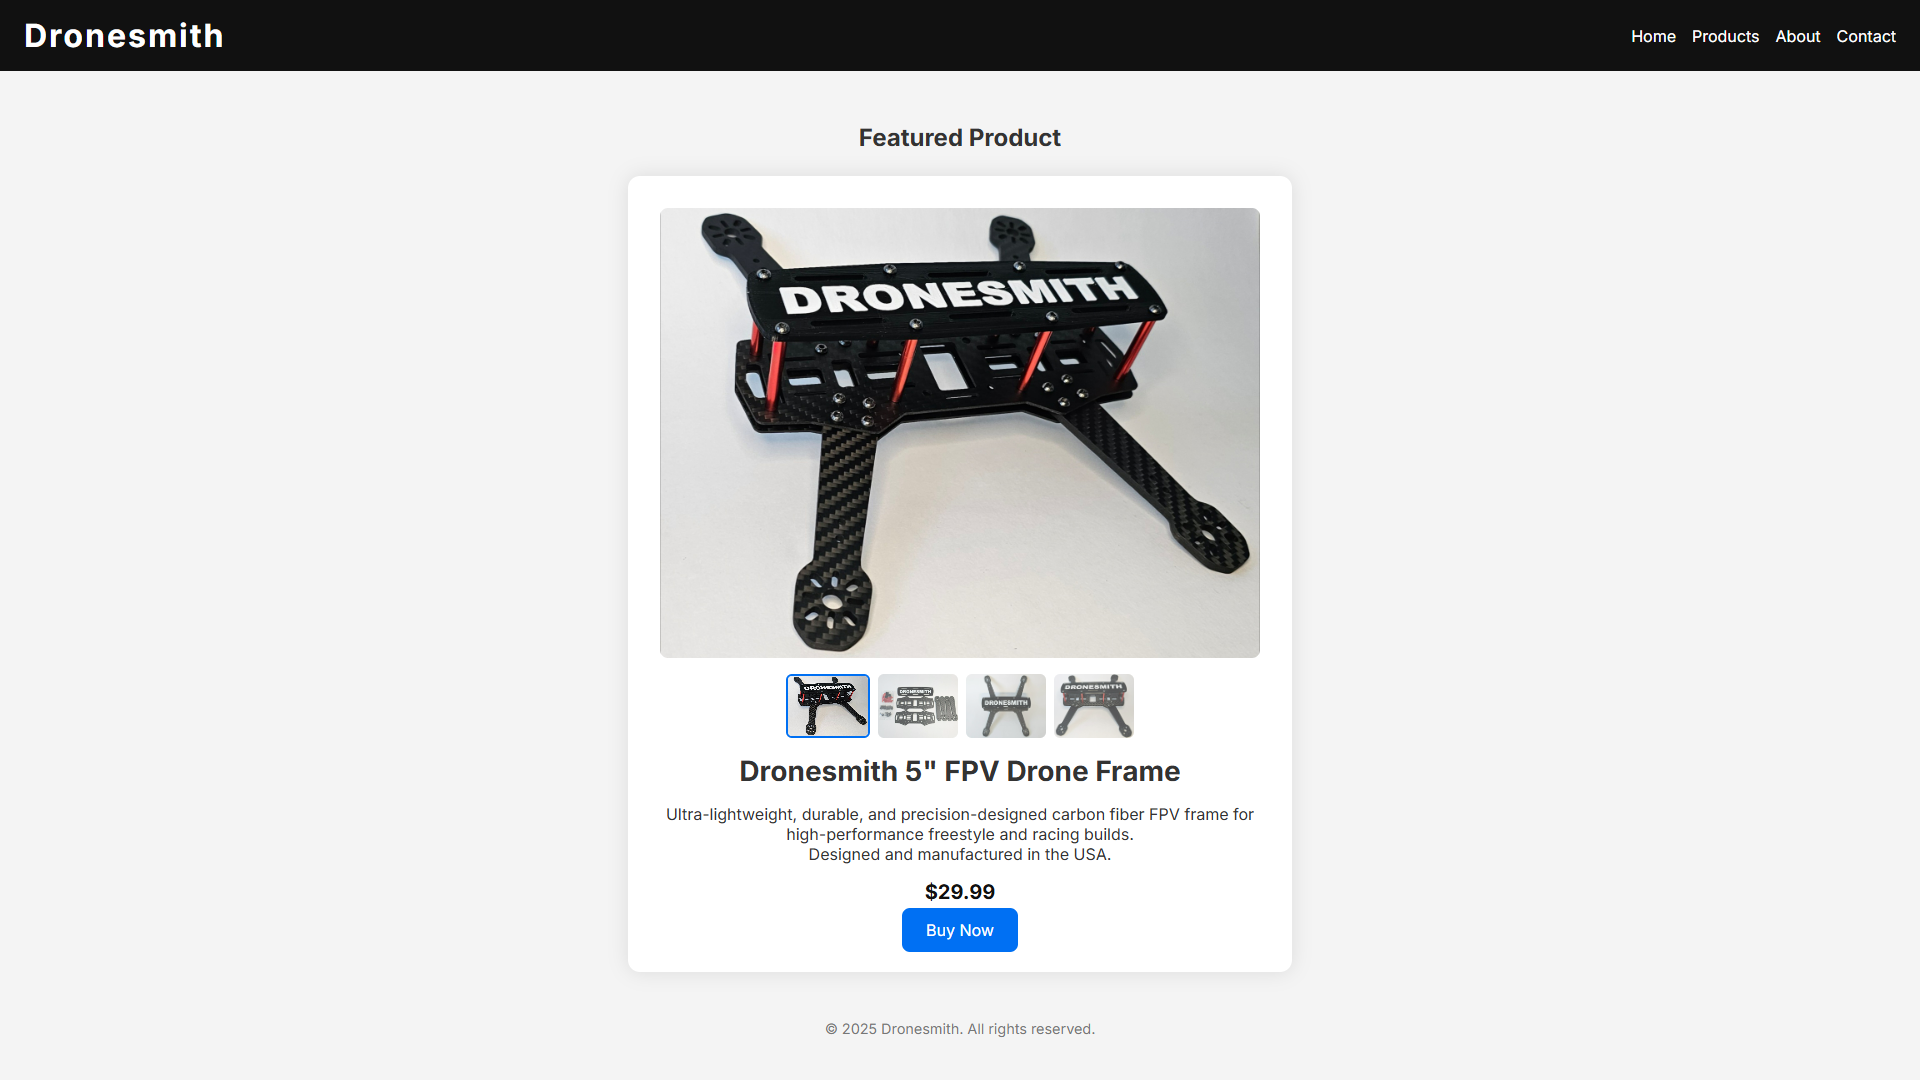 Dronesmith
Home Products About Contact
Featured Product
DRONESMITH
DRONESMITH
DRONESMITH
DRONESMITH
DRONESMITH
Dronesmith 5" FPV Drone Frame
Ultra-lightweight, durable, and precision-designed carbon fiber FPV frame for
high-performance freestyle and racing builds.
Designed and manufactured in the USA.
$29.99
Buy Now
© 2025 Dronesmith. All rights reserved.